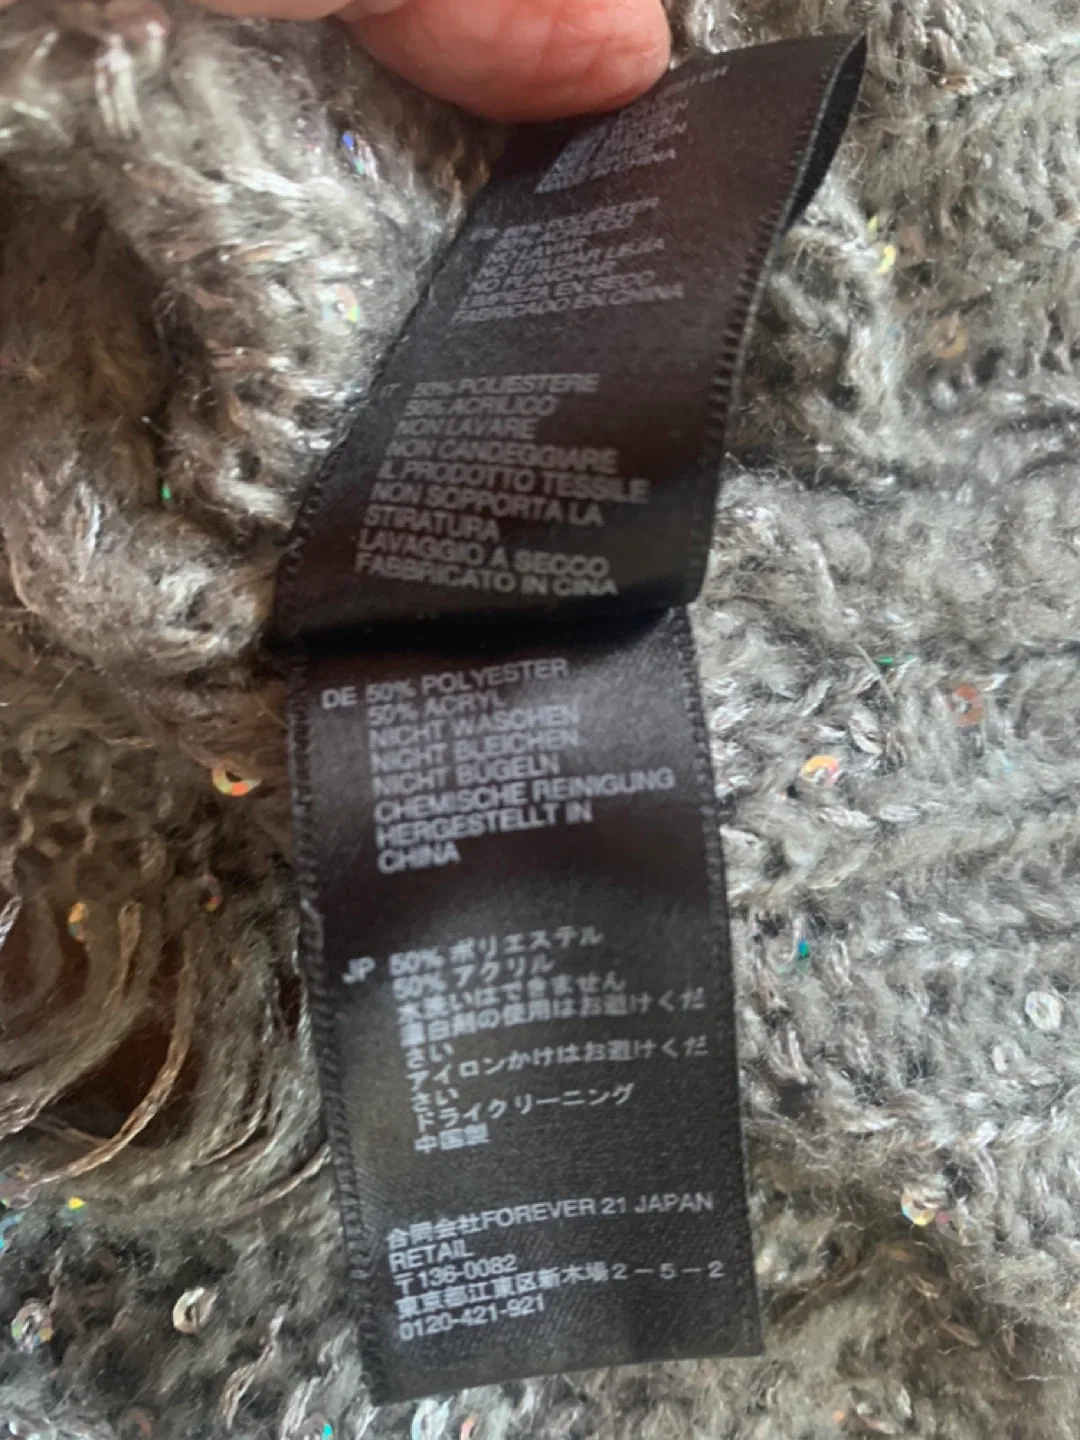 POLIÉSTER
NO LAVAR
NO UTILIZAR LEJÍA
NO PLANCHAR
LIMPIEZA EN SECO
FABRICADO EN CHINA
IT 50% POLIESTERE
50% ACRILICO
NON LAVARE
NON CANDEGGIARE
IL PRODOTTO TESSILE
NON SOPPORTA LA
STIRATURA
LAVAGGIO A SECCO
FABBRICATO IN CINA
DE 50% POLYESTER
50% ACRYL
NICHT WASCHEN
NICHT BLEICHEN
NICHT BÜGELN
CHEMISCHE REINIGUNG
HERGESTELLT IN
CHINA
JP 50% ポリエステル
50% アクリル
水洗いはできません
漂白剤の使用はお避けくだ
さい
アイロンかけはお避けくだ
さい
ドライクリーニング
中国製
合同会社FOREVER 21 JAPAN
RETAIL
〒136-0082
東京都江東区新木場2-5-2
0120-421-921